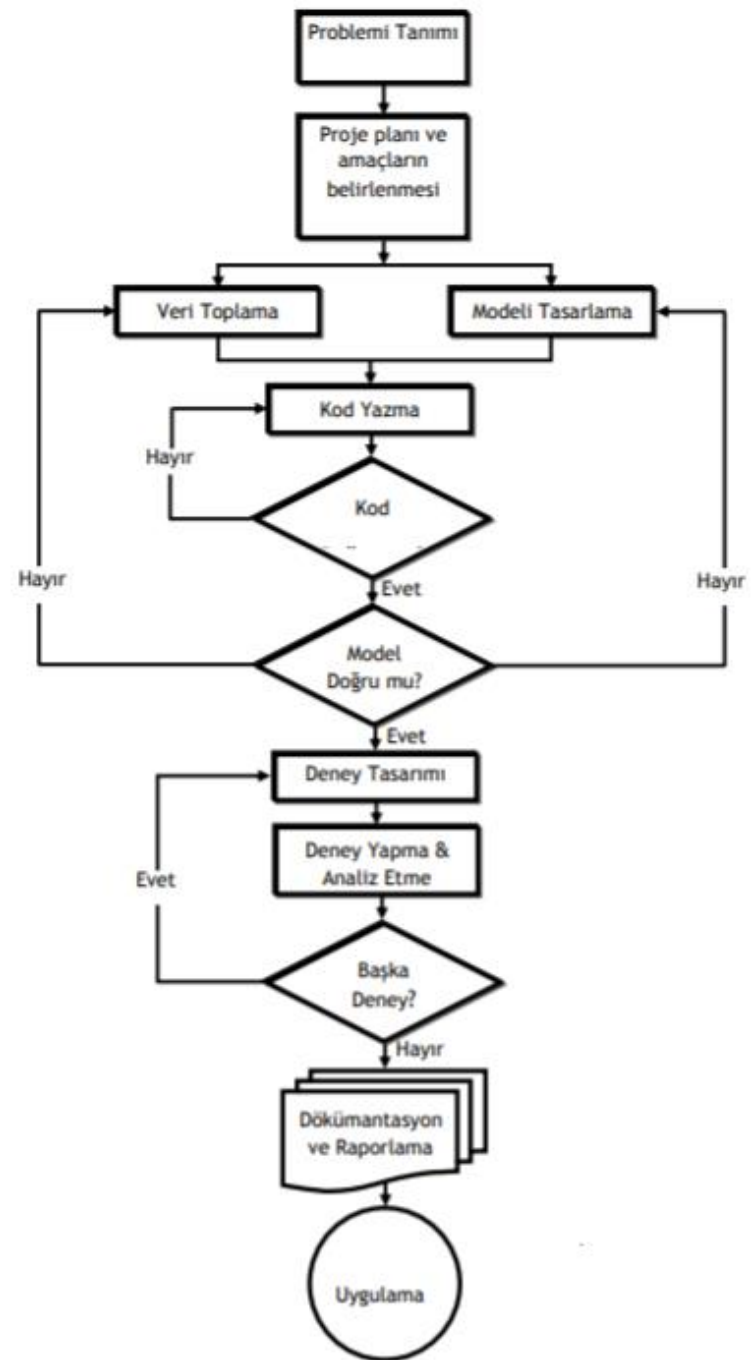 Problemi Tanımı
Proje planı ve
amaçların
belirlenmesi
Veri Toplama
Modeli Tasarlama
Kod Yazma
Hayır
Kod
Hayır
Hayır
Evet
Model
Doğru mu?
Evet
Deney Tasarımı
Deney Yapma &
Analiz Etme
Evet
Başka
Deney?
Hayır
Dökümantasyon
ve Raporlama
Uygulama